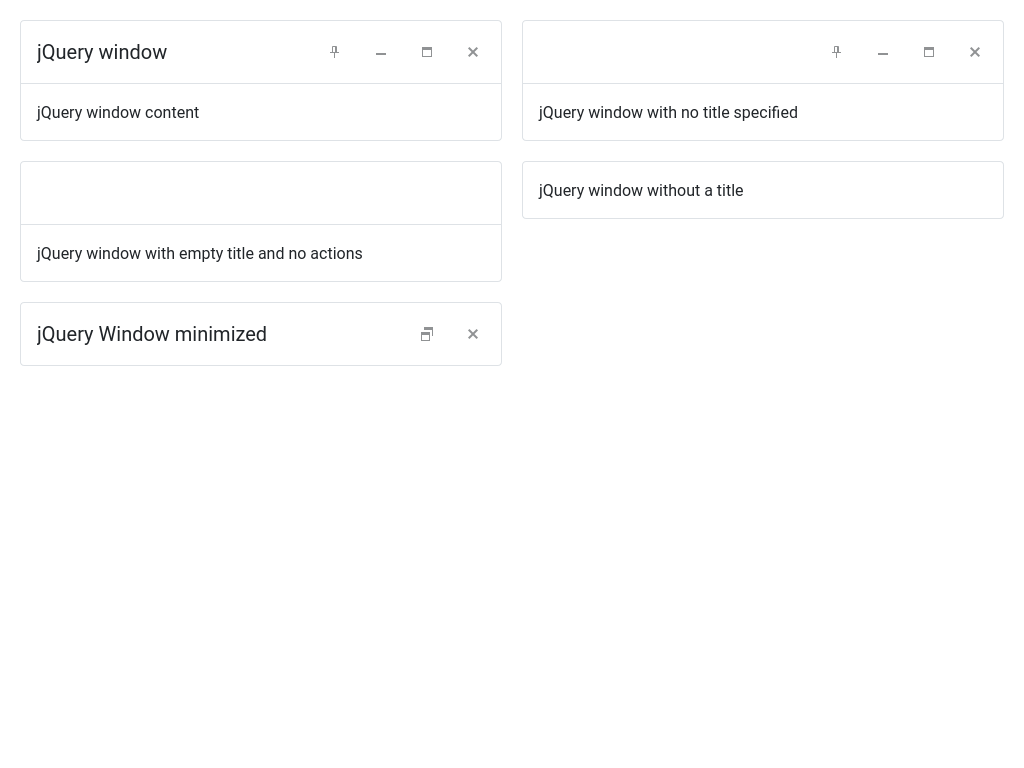 jQuery window
jQuery window content
jQuery window with no title specified
jQuery window with empty title and no actions
jQuery window without a title
jQuery Window minimized